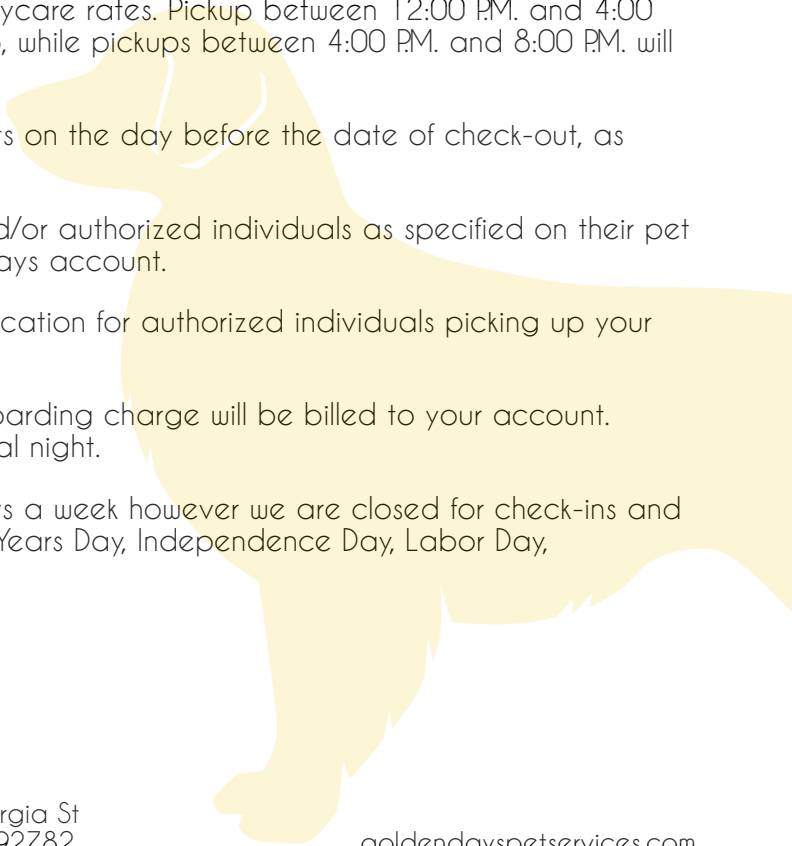 ycare rates. Pickup between 12:00 P.M. and 4:00
, while pickups between 4:00 P.M. and 8:00 P.M. will
on the day before the date of check-out, as
d/or authorized individuals as specified on their pet
ays account.
cation for authorized individuals picking up your
oarding charge will be billed to your account.
al night.
s a week however we are closed for check-ins and
Years Day, Independence Day, Labor Day,
rgia St
92782
goldendayspetservices.com